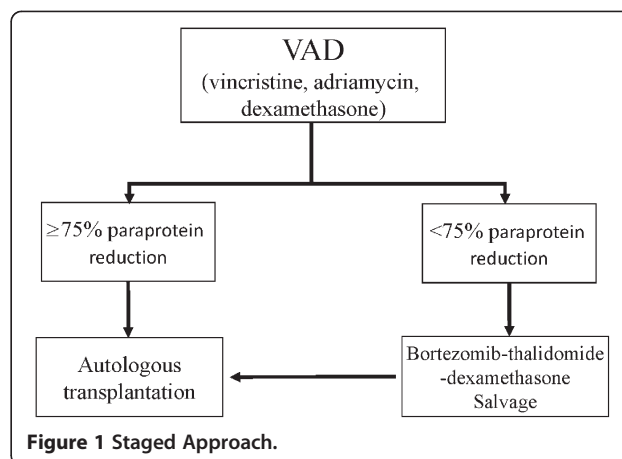 VAD
(vincristine, adriamycin,
dexamethasone)
≥75% paraprotein
reduction
<75% paraprotein
reduction
Autologous
transplantation
Bortezomib-thalidomide
-dexamethasone
Salvage
Figure 1 Staged Approach.